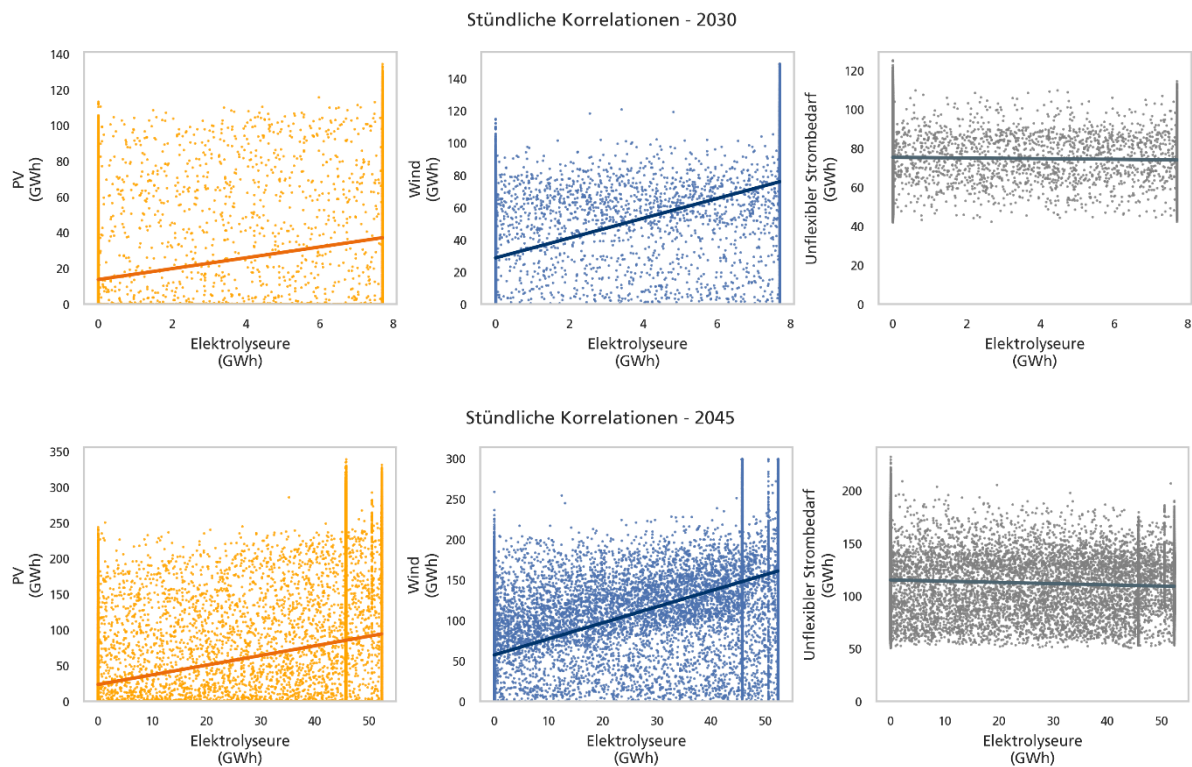 Stündliche Korrelationen - 2030
PV
(GWh)
140
120
100
80
60
40
20
0
0 2 4 6 8
Elektrolyseure
(GWh)
Wind
(GWh)
140
120
100
80
60
40
20
0
0 2 4 6 8
Elektrolyseure
(GWh)
Unflexibler Strombedarf
(GWh)
120
100
80
60
40
20
0
0 2 4 6 8
Elektrolyseure
(GWh)
Stündliche Korrelationen - 2045
PV
(GWh)
350
300
250
200
150
100
50
0
0 10 20 30 40 50
Elektrolyseure
(GWh)
Wind
(GWh)
300
250
200
150
100
50
0
0 10 20 30 40 50
Elektrolyseure
(GWh)
Unflexibler Strombedarf
(GWh)
200
150
100
50
0
0 10 20 30 40 50
Elektrolyseure
(GWh)